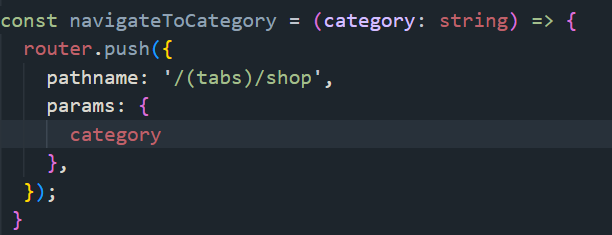 const navigateToCategory = (category: string) => {
  router.push({
    pathname: '/(tabs)/shop',
    params: {
      category
    },
  });
}